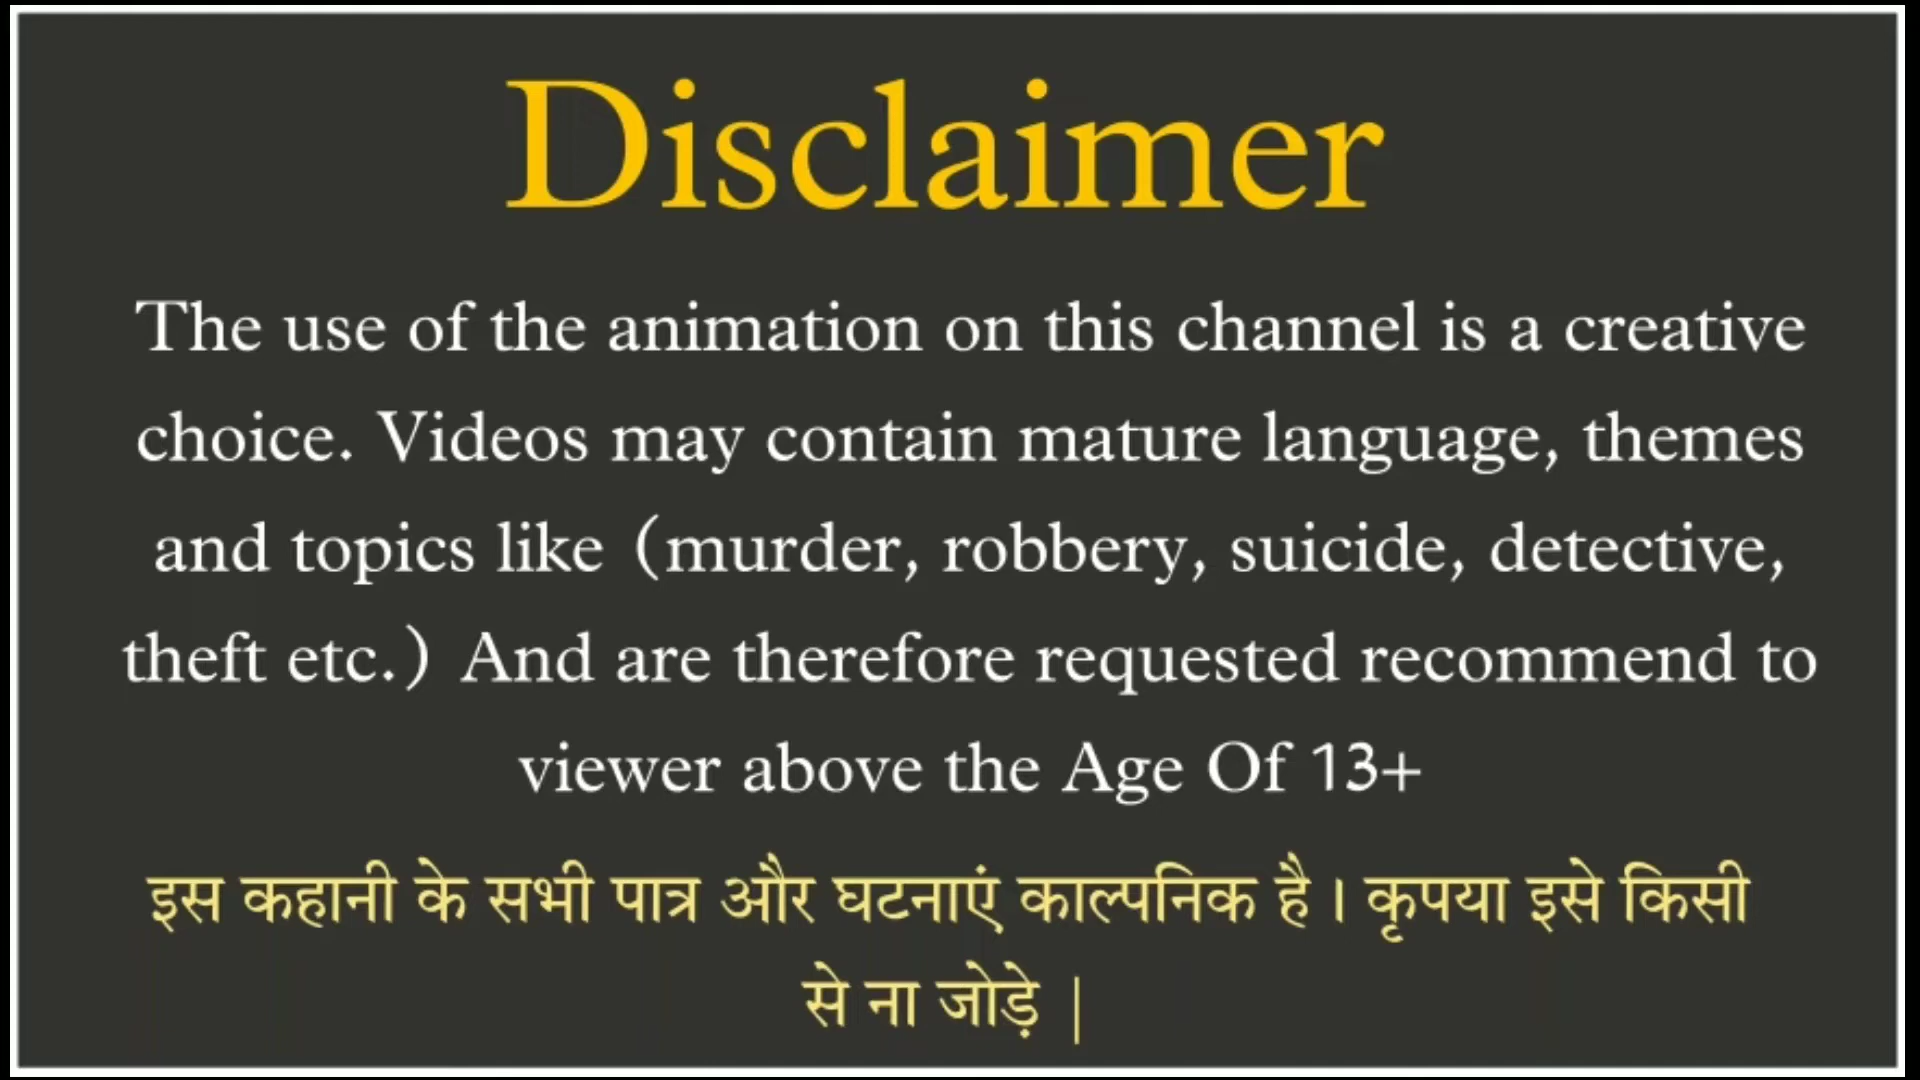 Disclaimer
The use of the animation on this channel is a creative
choice. Videos may contain mature language, themes
and topics like (murder, robbery, suicide, detective,
theft etc.) And are therefore requested recommend to
viewer above the Age Of 13+
इस कहानी के सभी पात्र और घटनाएं काल्पनिक है । कृपया इसे किसी
से ना जोड़े |